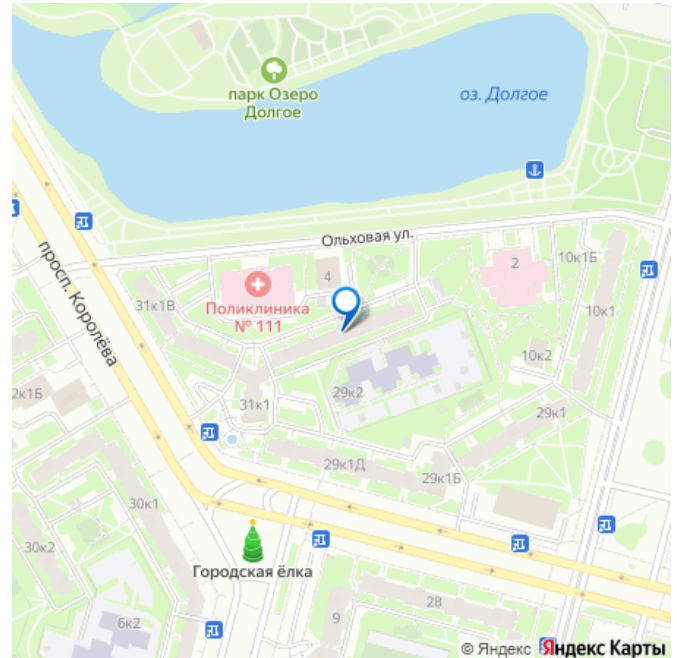 парк Озеро
Долгое
оз. Долгое
Ольховая ул.
просп. Королёва
4
2
10к1Б
31к1В
Поликлиника
№ 111
10к1
10к2
2к1Б
29к2
31к1
29к1
29к1Д
29к1Б
30к1
30к2
Городская ёлка
6к2
9
28
© Яндекс Яндекс Карты